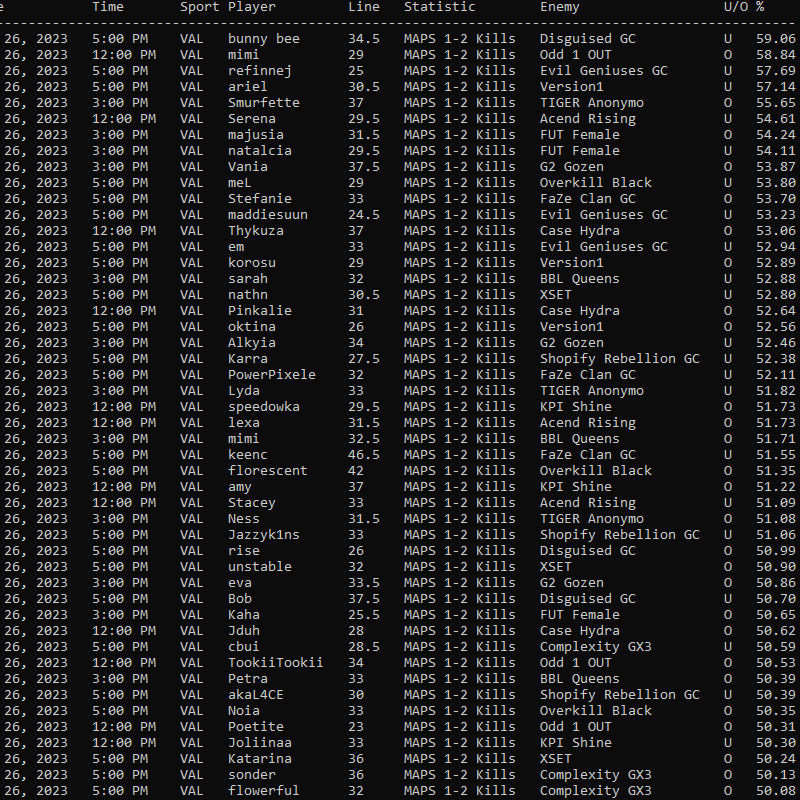 e Time Sport Player Line Statistic Enemy U/O %
26, 2023 5:00 PM VAL bunny bee 34.5 MAPS 1-2 Kills Disguised GC U 59.06
26, 2023 12:00 PM VAL mimi 29 MAPS 1-2 Kills Odd 1 OUT O 58.84
26, 2023 5:00 PM VAL refinnej 25 MAPS 1-2 Kills Evil Geniuses GC U 57.69
26, 2023 5:00 PM VAL ariel 30.5 MAPS 1-2 Kills Version1 U 57.14
26, 2023 3:00 PM VAL Smurfette 37 MAPS 1-2 Kills TIGER Anonymo O 55.65
26, 2023 12:00 PM VAL Serena 29.5 MAPS 1-2 Kills Acend Rising U 54.61
26, 2023 3:00 PM VAL majusia 31.5 MAPS 1-2 Kills FUT Female O 54.24
26, 2023 3:00 PM VAL natalcia 29.5 MAPS 1-2 Kills FUT Female U 54.11
26, 2023 3:00 PM VAL Vania 37.5 MAPS 1-2 Kills G2 Gozen O 53.87
26, 2023 5:00 PM VAL meL 29 MAPS 1-2 Kills Overkill Black U 53.80
26, 2023 5:00 PM VAL Stefanie 33 MAPS 1-2 Kills FaZe Clan GC O 53.70
26, 2023 5:00 PM VAL maddiesuun 24.5 MAPS 1-2 Kills Evil Geniuses GC U 53.23
26, 2023 12:00 PM VAL Thykuza 37 MAPS 1-2 Kills Case Hydra O 53.06
26, 2023 5:00 PM VAL em 33 MAPS 1-2 Kills Evil Geniuses GC U 52.94
26, 2023 5:00 PM VAL korosu 29 MAPS 1-2 Kills Version1 O 52.89
26, 2023 3:00 PM VAL sarah 32 MAPS 1-2 Kills BBL Queens U 52.88
26, 2023 5:00 PM VAL nathn 30.5 MAPS 1-2 Kills XSET U 52.80
26, 2023 12:00 PM VAL Pinkalie 31 MAPS 1-2 Kills Case Hydra O 52.64
26, 2023 5:00 PM VAL oktina 26 MAPS 1-2 Kills Version1 O 52.56
26, 2023 3:00 PM VAL Alkyia 34 MAPS 1-2 Kills G2 Gozen U 52.46
26, 2023 5:00 PM VAL Karra 27.5 MAPS 1-2 Kills Shopify Rebellion GC U 52.38
26, 2023 5:00 PM VAL PowerPixele 32 MAPS 1-2 Kills FaZe Clan GC U 52.11
26, 2023 3:00 PM VAL Lyda 33 MAPS 1-2 Kills TIGER Anonymo U 51.82
26, 2023 12:00 PM VAL speedowka 29.5 MAPS 1-2 Kills KPI Shine O 51.73
26, 2023 12:00 PM VAL lexa 31.5 MAPS 1-2 Kills Acend Rising O 51.73
26, 2023 3:00 PM VAL mimi 32.5 MAPS 1-2 Kills BBL Queens O 51.71
26, 2023 5:00 PM VAL keenc 46.5 MAPS 1-2 Kills FaZe Clan GC U 51.55
26, 2023 5:00 PM VAL florescent 42 MAPS 1-2 Kills Overkill Black O 51.35
26, 2023 12:00 PM VAL amy 37 MAPS 1-2 Kills KPI Shine O 51.22
26, 2023 12:00 PM VAL Stacey 33 MAPS 1-2 Kills Acend Rising U 51.09
26, 2023 3:00 PM VAL Ness 31.5 MAPS 1-2 Kills TIGER Anonymo O 51.08
26, 2023 5:00 PM VAL Jazzyk1ns 33 MAPS 1-2 Kills Shopify Rebellion GC U 51.06
26, 2023 5:00 PM VAL rise 26 MAPS 1-2 Kills Disguised GC O 50.99
26, 2023 5:00 PM VAL unstable 32 MAPS 1-2 Kills XSET O 50.90
26, 2023 3:00 PM VAL eva 33.5 MAPS 1-2 Kills G2 Gozen O 50.86
26, 2023 5:00 PM VAL Bob 37.5 MAPS 1-2 Kills Disguised GC U 50.70
26, 2023 3:00 PM VAL Kaha 25.5 MAPS 1-2 Kills FUT Female O 50.65
26, 2023 12:00 PM VAL Jduh 28 MAPS 1-2 Kills Case Hydra O 50.62
26, 2023 5:00 PM VAL cbui 28.5 MAPS 1-2 Kills Complexity GX3 U 50.59
26, 2023 12:00 PM VAL TookiiTookii 34 MAPS 1-2 Kills Odd 1 OUT O 50.53
26, 2023 3:00 PM VAL Petra 33 MAPS 1-2 Kills BBL Queens O 50.39
26, 2023 5:00 PM VAL akaL4CE 30 MAPS 1-2 Kills Shopify Rebellion GC U 50.39
26, 2023 5:00 PM VAL Noia 33 MAPS 1-2 Kills Overkill Black O 50.35
26, 2023 12:00 PM VAL Poetite 23 MAPS 1-2 Kills Odd 1 OUT O 50.31
26, 2023 12:00 PM VAL Joliinaa 33 MAPS 1-2 Kills KPI Shine U 50.30
26, 2023 5:00 PM VAL Katarina 36 MAPS 1-2 Kills XSET O 50.24
26, 2023 5:00 PM VAL sonder 36 MAPS 1-2 Kills Complexity GX3 O 50.13
26, 2023 5:00 PM VAL flowerful 32 MAPS 1-2 Kills Complexity GX3 O 50.08